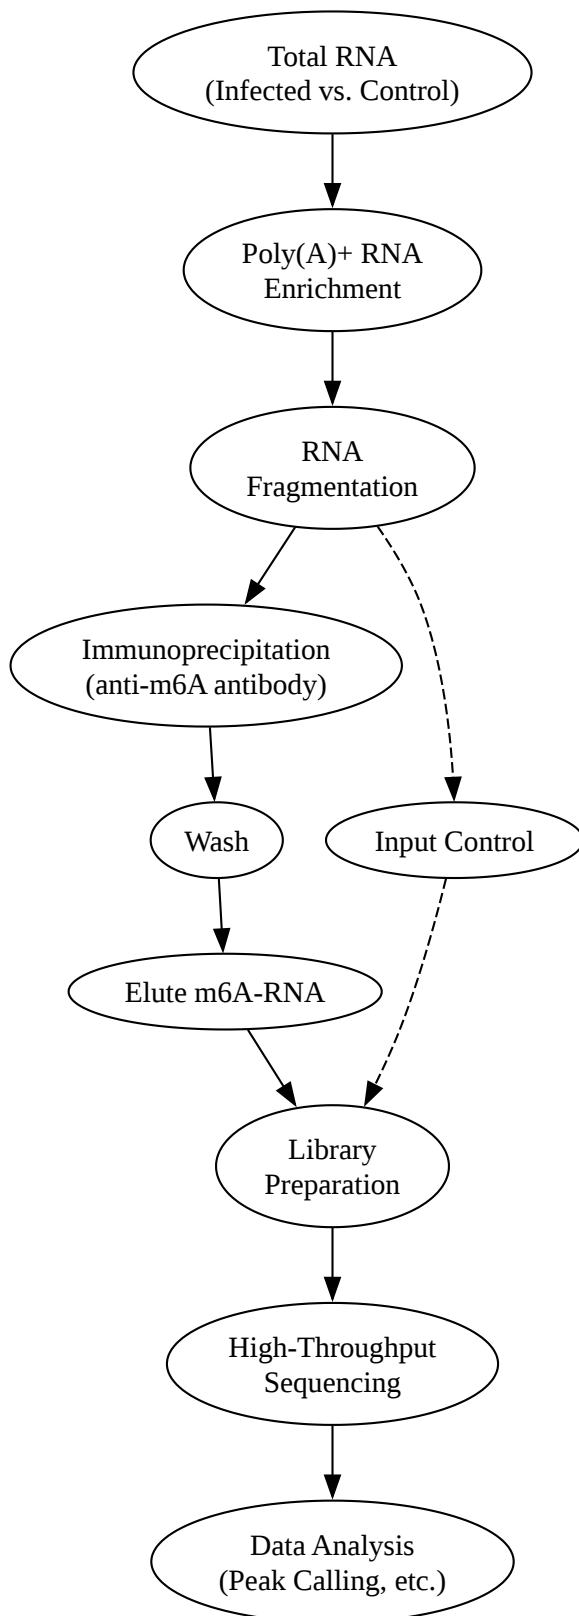 Total RNA
(Infected vs. Control)
Poly(A)+ RNA
Enrichment
RNA
Fragmentation
Immunoprecipitation
(anti-m6A antibody)
Wash
Input Control
Elute m6A-RNA
Library
Preparation
High-Throughput
Sequencing
Data Analysis
(Peak Calling, etc.)